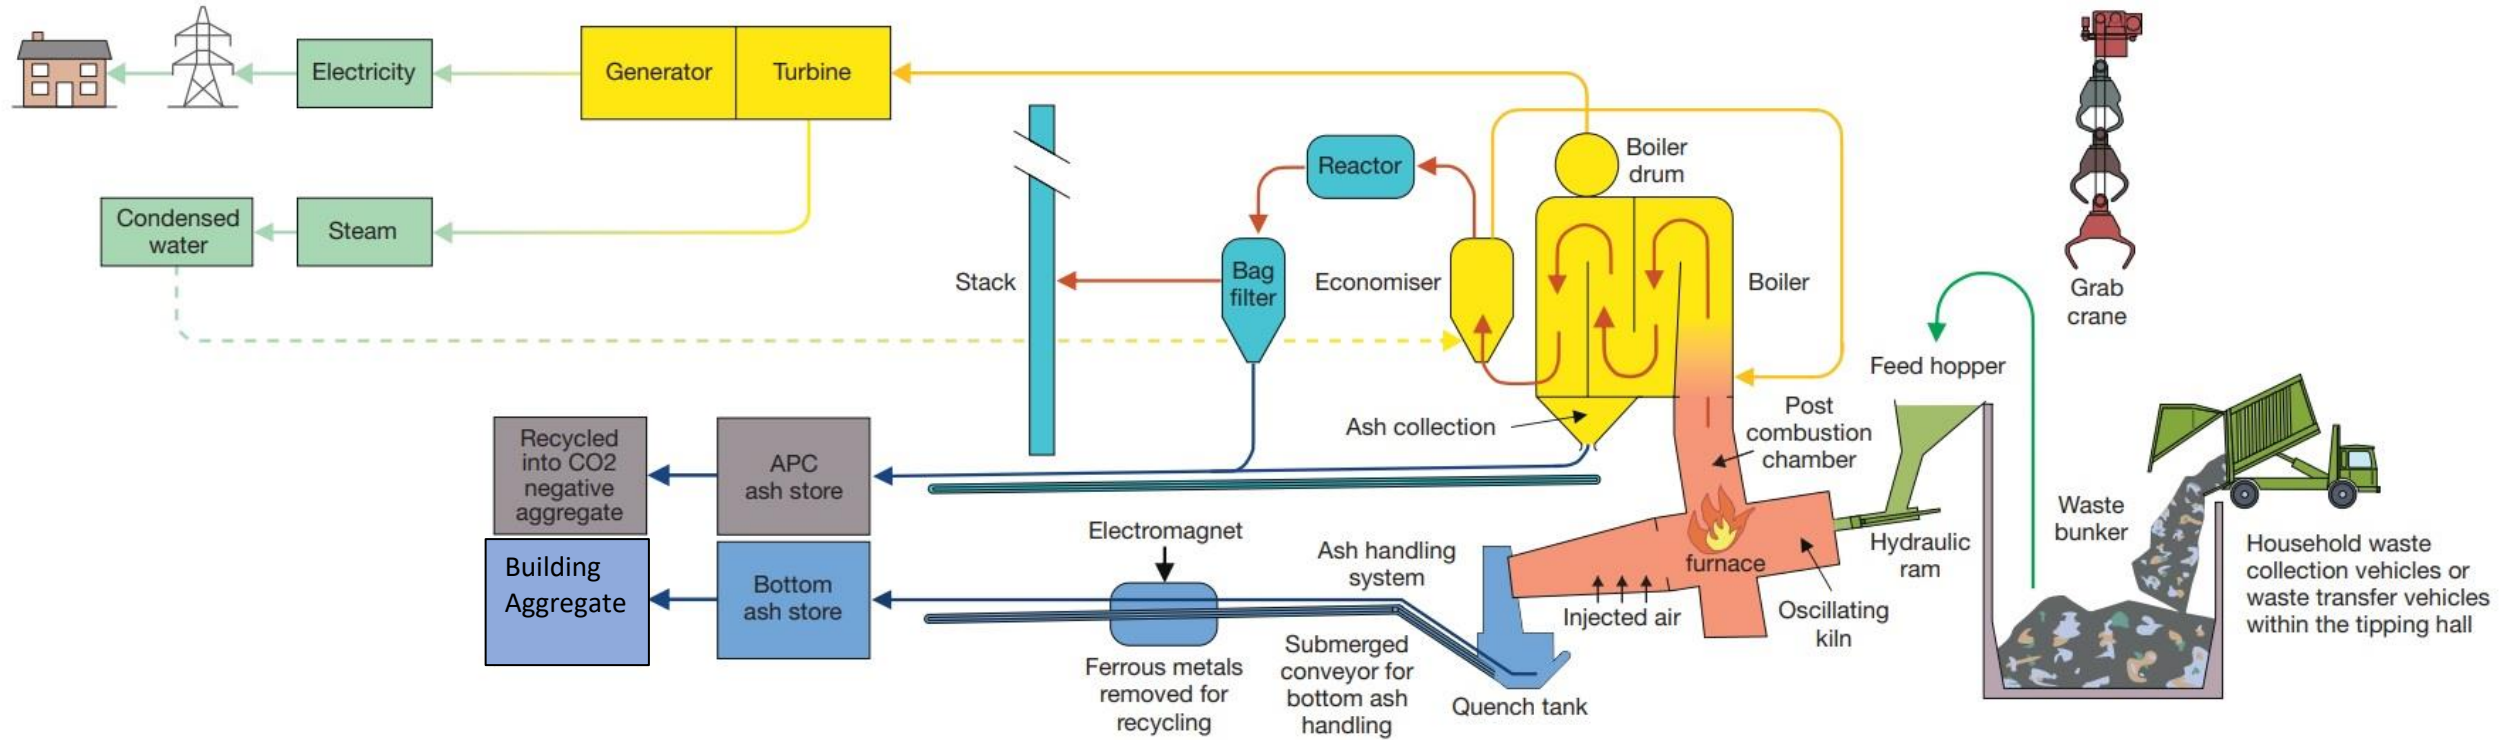 Electricity
Generator
Turbine
Condensed
water
Steam
Stack
Reactor
Bag
filter
Economiser
Boiler
drum
Boiler
Grab
crane
Feed hopper
Ash collection
Post
combustion
chamber
Recycled
into CO2
negative
aggregate
APC
ash store
Building
Aggregate
Bottom
ash store
Electromagnet
Ferrous metals
removed for
recycling
Ash handling
system
Submerged
conveyor for
bottom ash
handling
Quench tank
furnace
Injected air
Oscillating
kiln
Hydraulic
ram
Waste
bunker
Household waste
collection vehicles or
waste transfer vehicles
within the tipping hall